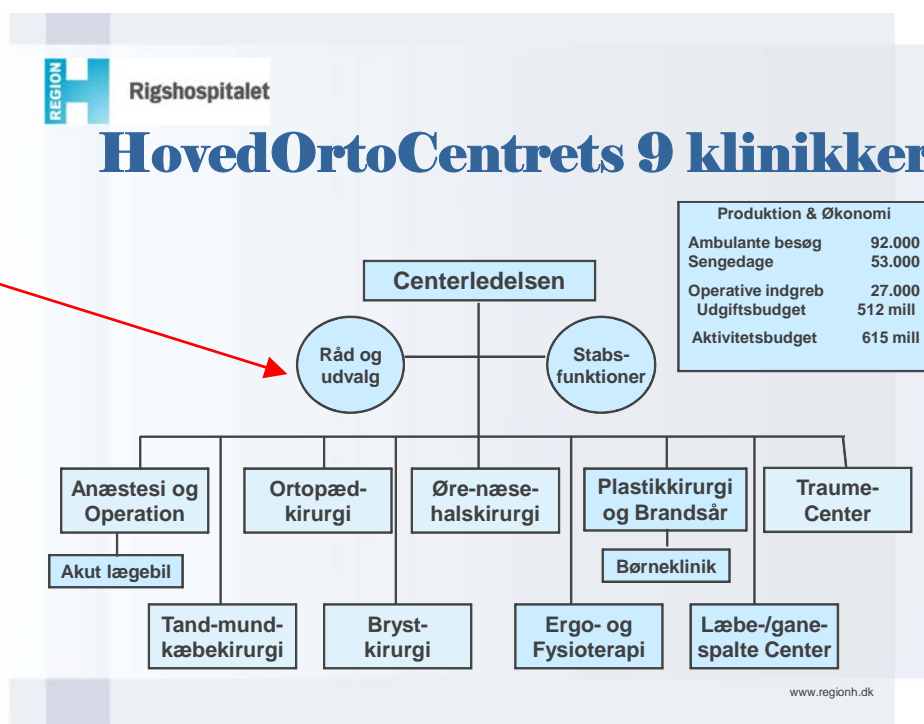 REGION
Rigshospitalet
HovedOrtoCentrets 9 klinikker
Produktion & Økonomi
Ambulante besøg 92.000
Sengedage 53.000
Operative indgreb 27.000
Udgiftsbudget 512 mill
Aktivitetsbudget 615 mill
Centerledelsen
Råd og
udvalg
Stabs-
funktioner
Anæstesi og
Operation
Ortopæd-
kirurgi
Øre-næse-
halskirurgi
Plastikkirurgi
og Brandsår
Traume-
Center
Akut lægebil
Børneklinik
Tand-mund-
kæbekirurgi
Bryst-
kirurgi
Ergo- og
Fysioterapi
Læbe-/gane-
spalte Center
www.regionh.dk